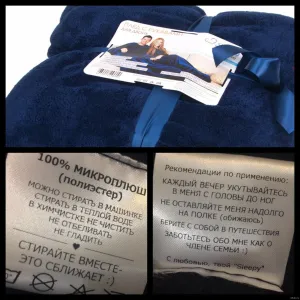 100% МИКРОПЛЮШ
(полиэстер)
МОЖНО СТИРАТЬ В МАШИНКЕ
СТИРАТЬ В ТЕПЛОЙ ВОДЕ
В ХИМЧИСТКЕ НЕ ЧИСТИТЬ
НЕ ОТБЕЛИВАТЬ
НЕ ГЛАДИТЬ
СТИРАЙТЕ ВМЕСТЕ-
ЭТО СБЛИЖАЕТ :)
Рекомендации по применению:
КАЖДЫЙ ВЕЧЕР УКУТЫВАЙТЕСЬ
В МЕНЯ С ГОЛОВЫ ДО НОГ
НЕ ОСТАВЛЯЙТЕ МЕНЯ НАДОЛГО
НА ПОЛКЕ (обижаюсь)
БЕРИТЕ С СОБОЙ В ПУТЕШЕСТВИЯ
ЗАБОТЬТЕСЬ ОБО МНЕ КАК О
ЧЛЕНЕ СЕМЬИ :)
С любовью, твой "Sleepy"